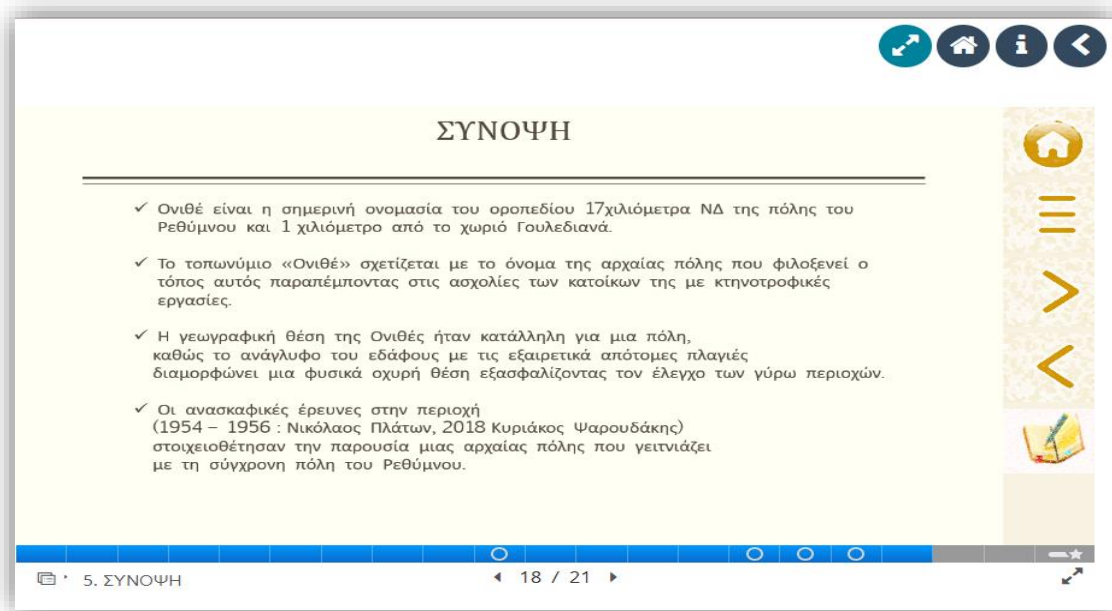 ΣΥΝΟΨΗ
✓ Ονιθέ είναι η σημερινή ονομασία του οροπεδίου 17χιλιόμετρα ΝΔ της πόλης του
Ρεθύμνου και 1 χιλιόμετρο από το χωριό Γουλεδιανά.
✓ Το τοπωνύμιο «Ονιθέ» σχετίζεται με το όνομα της αρχαίας πόλης που φιλοξενεί ο
τόπος αυτός παραπέμποντας στις ασχολίες των κατοίκων της με κτηνοτροφικές
εργασίες.
✓ Η γεωγραφική θέση της Ονιθές ήταν κατάλληλη για μια πόλη,
καθώς το ανάγλυφο του εδάφους με τις εξαιρετικά απότομες πλαγιές
διαμορφώνει μια φυσικά οχυρή θέση εξασφαλίζοντας τον έλεγχο των γύρω περιοχών.
✓ Οι ανασκαφικές έρευνες στην περιοχή
(1954 – 1956 : Νικόλαος Πλάτων, 2018 Κυριάκος Ψαρουδάκης)
στοιχειοθέτησαν την παρουσία μιας αρχαίας πόλης που γειτνιάζει
με τη σύγχρονη πόλη του Ρεθύμνου.
5. ΣΥΝΟΨΗ
18 / 21